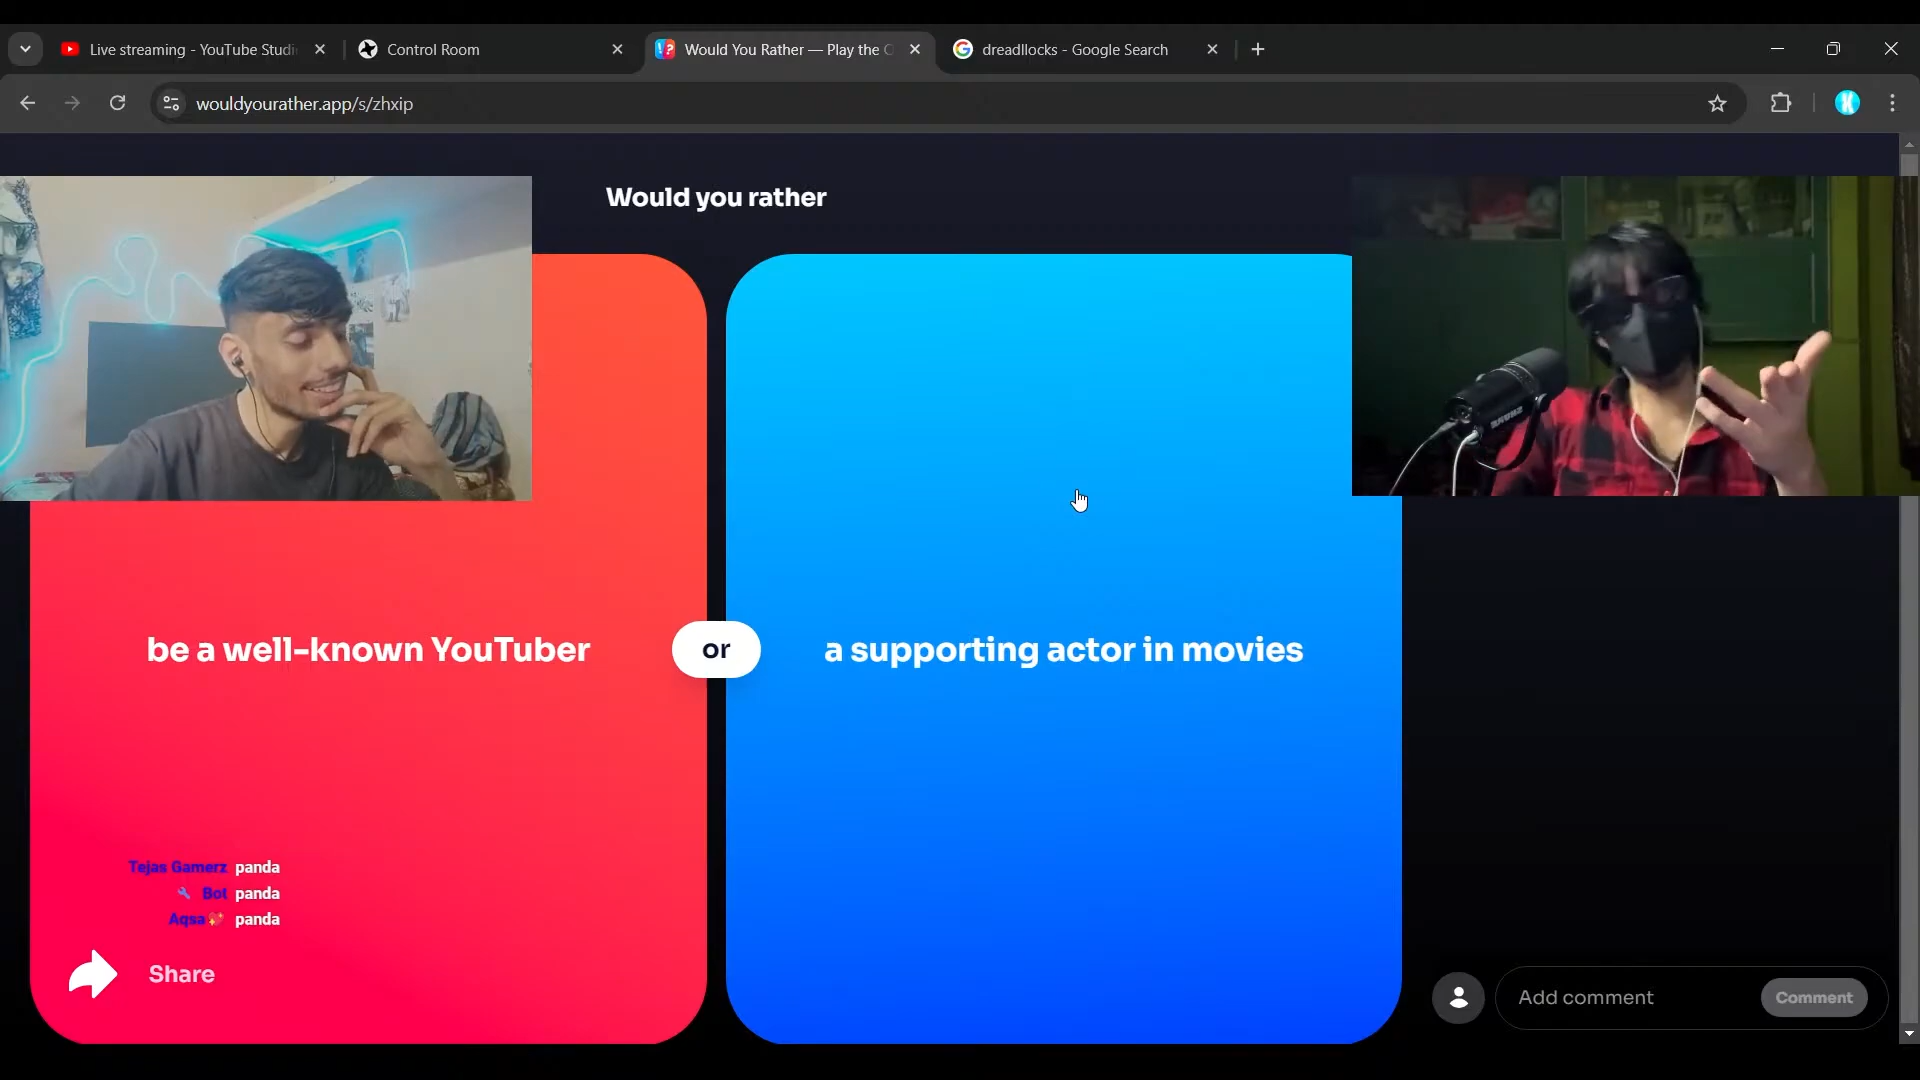 Live streaming - YouTube Studi
Control Room
Would You Rather — Play the C
dreadllocks - Google Search
wouldyourather.app/s/zhxip
Would you rather
be a well-known YouTuber
or
a supporting actor in movies
Tejas Gamerz panda
Bot panda
Aqsa💖 panda
Share
Add comment
Comment